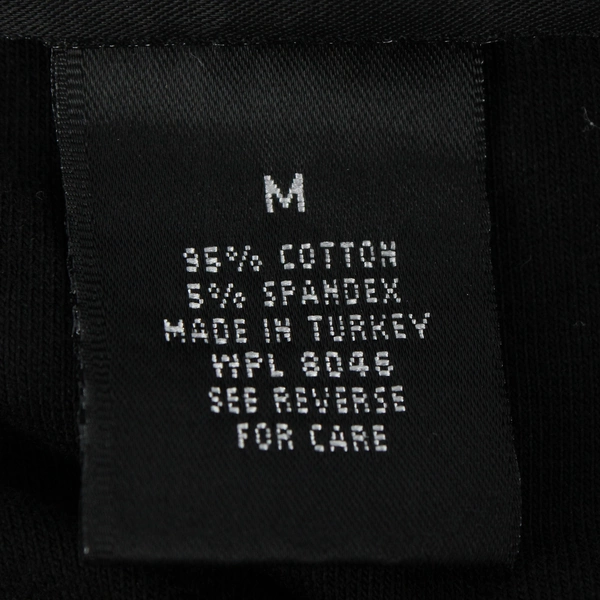 M
95% COTTON
5% SPANDEX
MADE IN TURKEY
WPL 8046
SEE REVERSE
FOR CARE